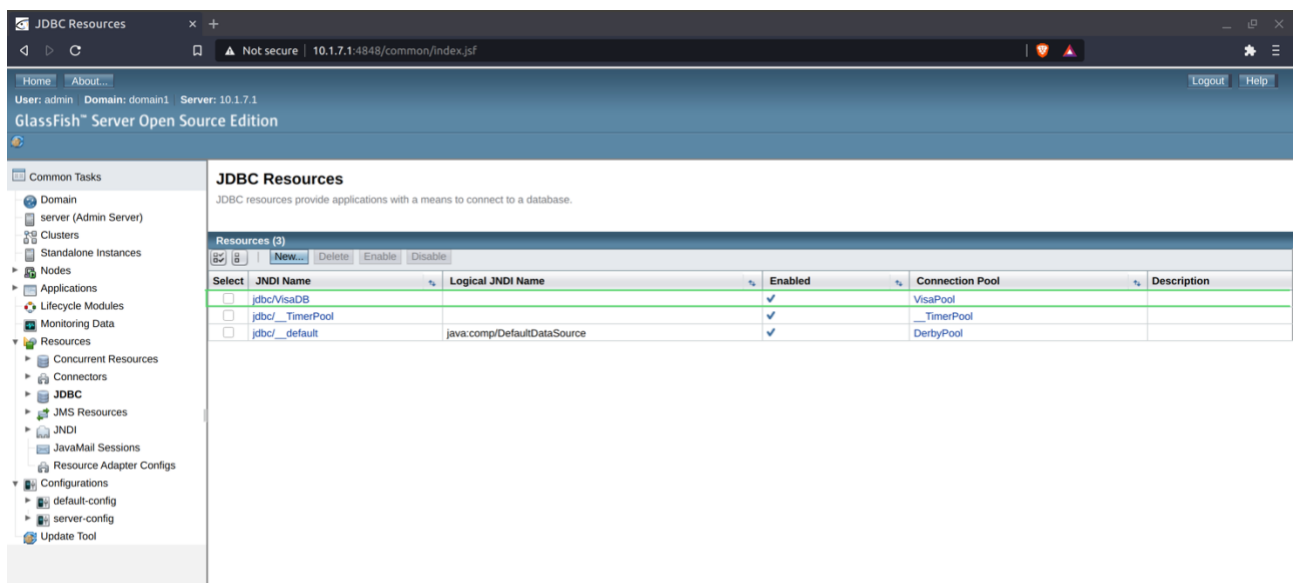 JDBC Resources × +
Not secure | 10.1.7.1:4848/common/index.jsf
Home About... Logout Help
User: admin Domain: domain1 Server: 10.1.7.1
GlassFish™ Server Open Source Edition
Common Tasks
Domain
server (Admin Server)
Clusters
Standalone Instances
Nodes
Applications
Lifecycle Modules
Monitoring Data
Resources
Concurrent Resources
Connectors
JDBC
JMS Resources
JNDI
JavaMail Sessions
Resource Adapter Configs
Configurations
default-config
server-config
Update Tool
JDBC Resources
JDBC resources provide applications with a means to connect to a database.
Resources (3)
New... Delete Enable Disable
Select JNDI Name Logical JNDI Name Enabled Connection Pool Description
jdbc/VisaDB VisaPool
jdbc/__TimerPool __TimerPool
jdbc/__default java:comp/DefaultDataSource DerbyPool